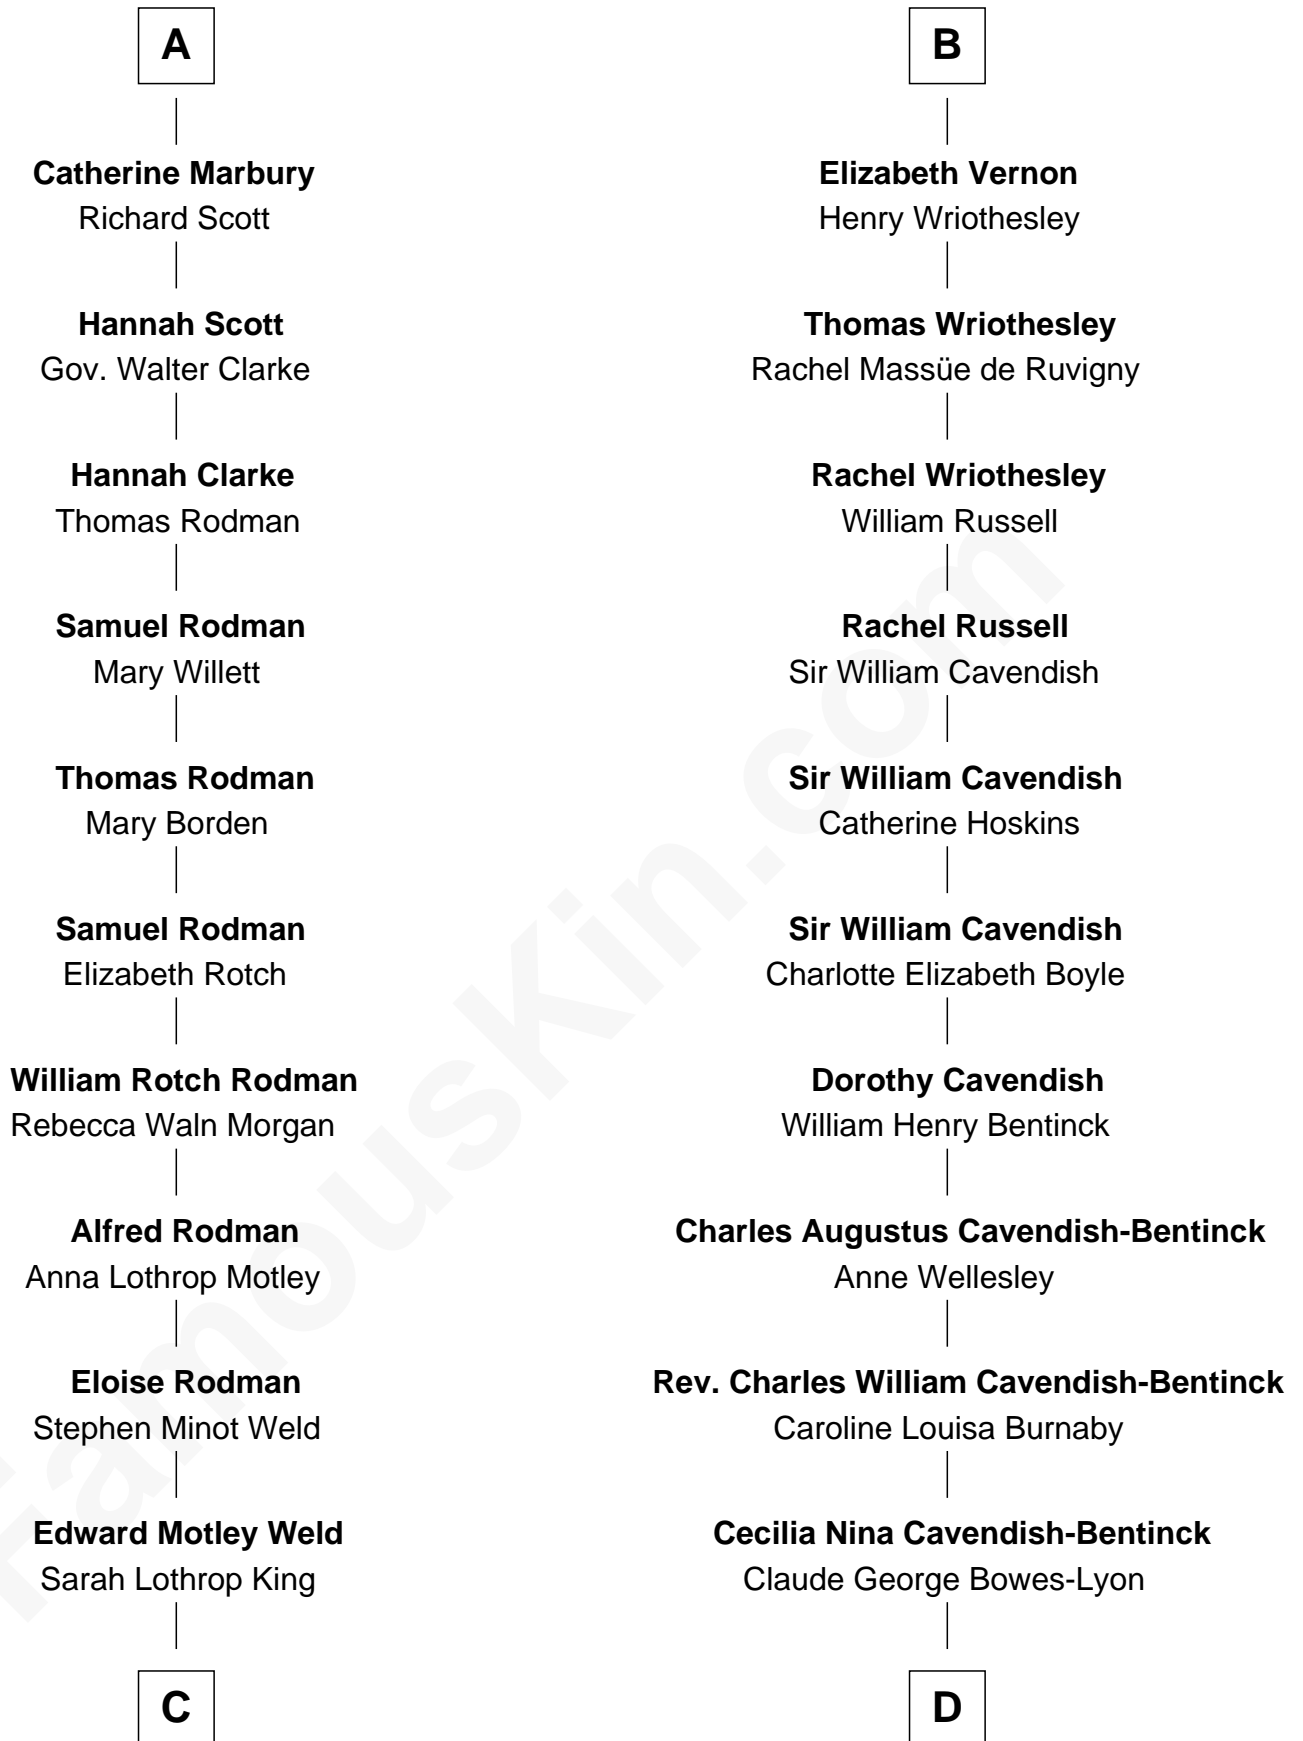 A
Catherine Marbury
Richard Scott
Hannah Scott
Gov. Walter Clarke
Hannah Clarke
Thomas Rodman
Samuel Rodman
Mary Willett
Thomas Rodman
Mary Borden
Samuel Rodman
Elizabeth Rotch
William Rotch Rodman
Rebecca Waln Morgan
Alfred Rodman
Anna Lothrop Motley
Eloise Rodman
Stephen Minot Weld
Edward Motley Weld
Sarah Lothrop King
C
B
Elizabeth Vernon
Henry Wriothesley
Thomas Wriothesley
Rachel Massüe de Ruvigny
Rachel Wriothesley
William Russell
Rachel Russell
Sir William Cavendish
Sir William Cavendish
Catherine Hoskins
Sir William Cavendish
Charlotte Elizabeth Boyle
Dorothy Cavendish
William Henry Bentinck
Charles Augustus Cavendish-Bentinck
Anne Wellesley
Rev. Charles William Cavendish-Bentinck
Caroline Louisa Burnaby
Cecilia Nina Cavendish-Bentinck
Claude George Bowes-Lyon
D
FamousKin.com